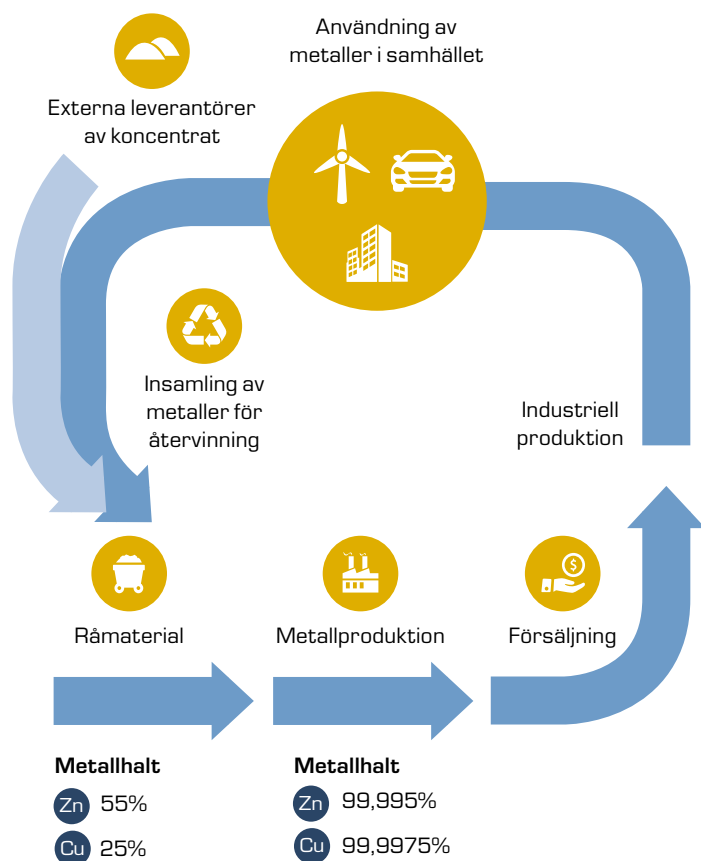 Användning av
metaller i samhället
Externa leverantörer
av koncentrat
Insamling av
metaller för
återvinning
Industriell
produktion
$
Råmaterial
Metallproduktion
Försäljning
Metallhalt
Zn 55%
Cu 25%
Metallhalt
Zn 99,995%
Cu 99,9975%